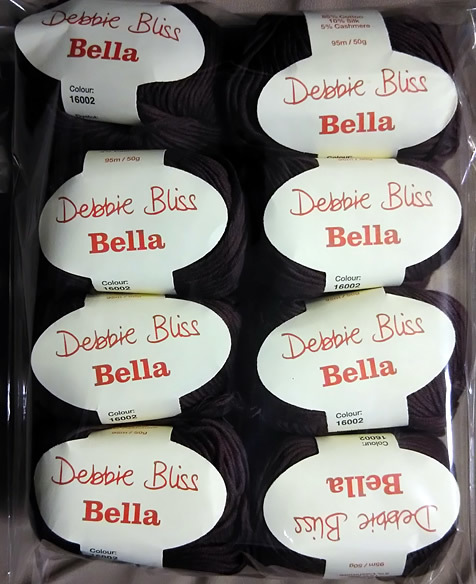 Debbie Bliss
Bella
Colour:
16002
85% Cotton
10% Silk
5% Cashmere
95m / 50g
Debbie Bliss
Bella
95m / 50g
Debbie Bliss
Bella
Colour:
16002
Debbie Bliss
Bella
Colour:
16002
Debbie Bliss
Bella
Colour:
16002
Debbie Bliss
Bella
Colour:
16002
Debbie Bliss
Bella
Colour:
16002
95m / 50g
Debbie Bliss
Bella
Colour:
16002